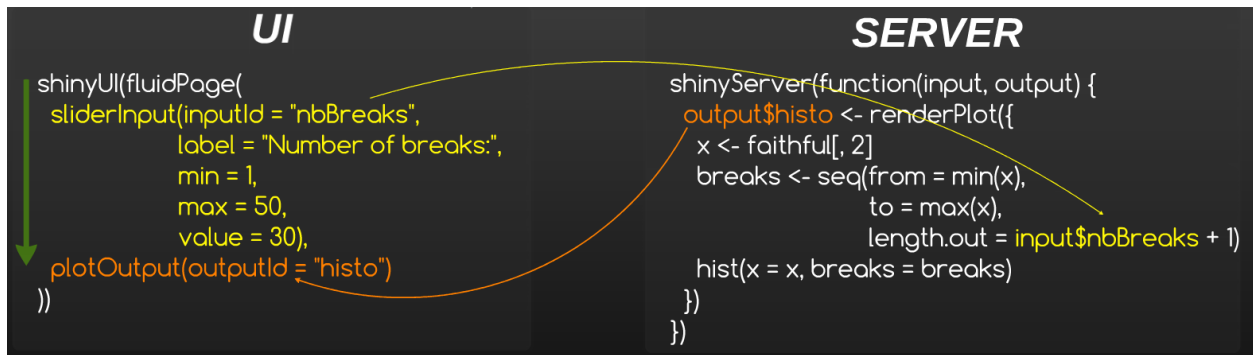 UI
shinyUI(fluidPage(
sliderInput(inputId = "nbBreaks",
label = "Number of breaks:",
min = 1,
max = 50,
value = 30),
plotOutput(outputId = "histo")
))
SERVER
shinyServer(function(input, output) {
output$histo <- renderPlot({
x <- faithful[, 2]
breaks <- seq(from = min(x),
to = max(x),
length.out = input$nbBreaks + 1)
hist(x = x, breaks = breaks)
})
})